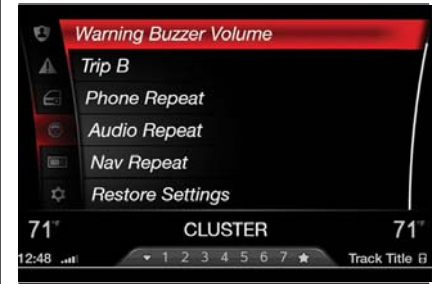 Warning Buzzer Volume
Trip B
Phone Repeat
Audio Repeat
Nav Repeat
Restore Settings
71°F CLUSTER 71°F
12:48 1 2 3 4 5 6 7 Track Title